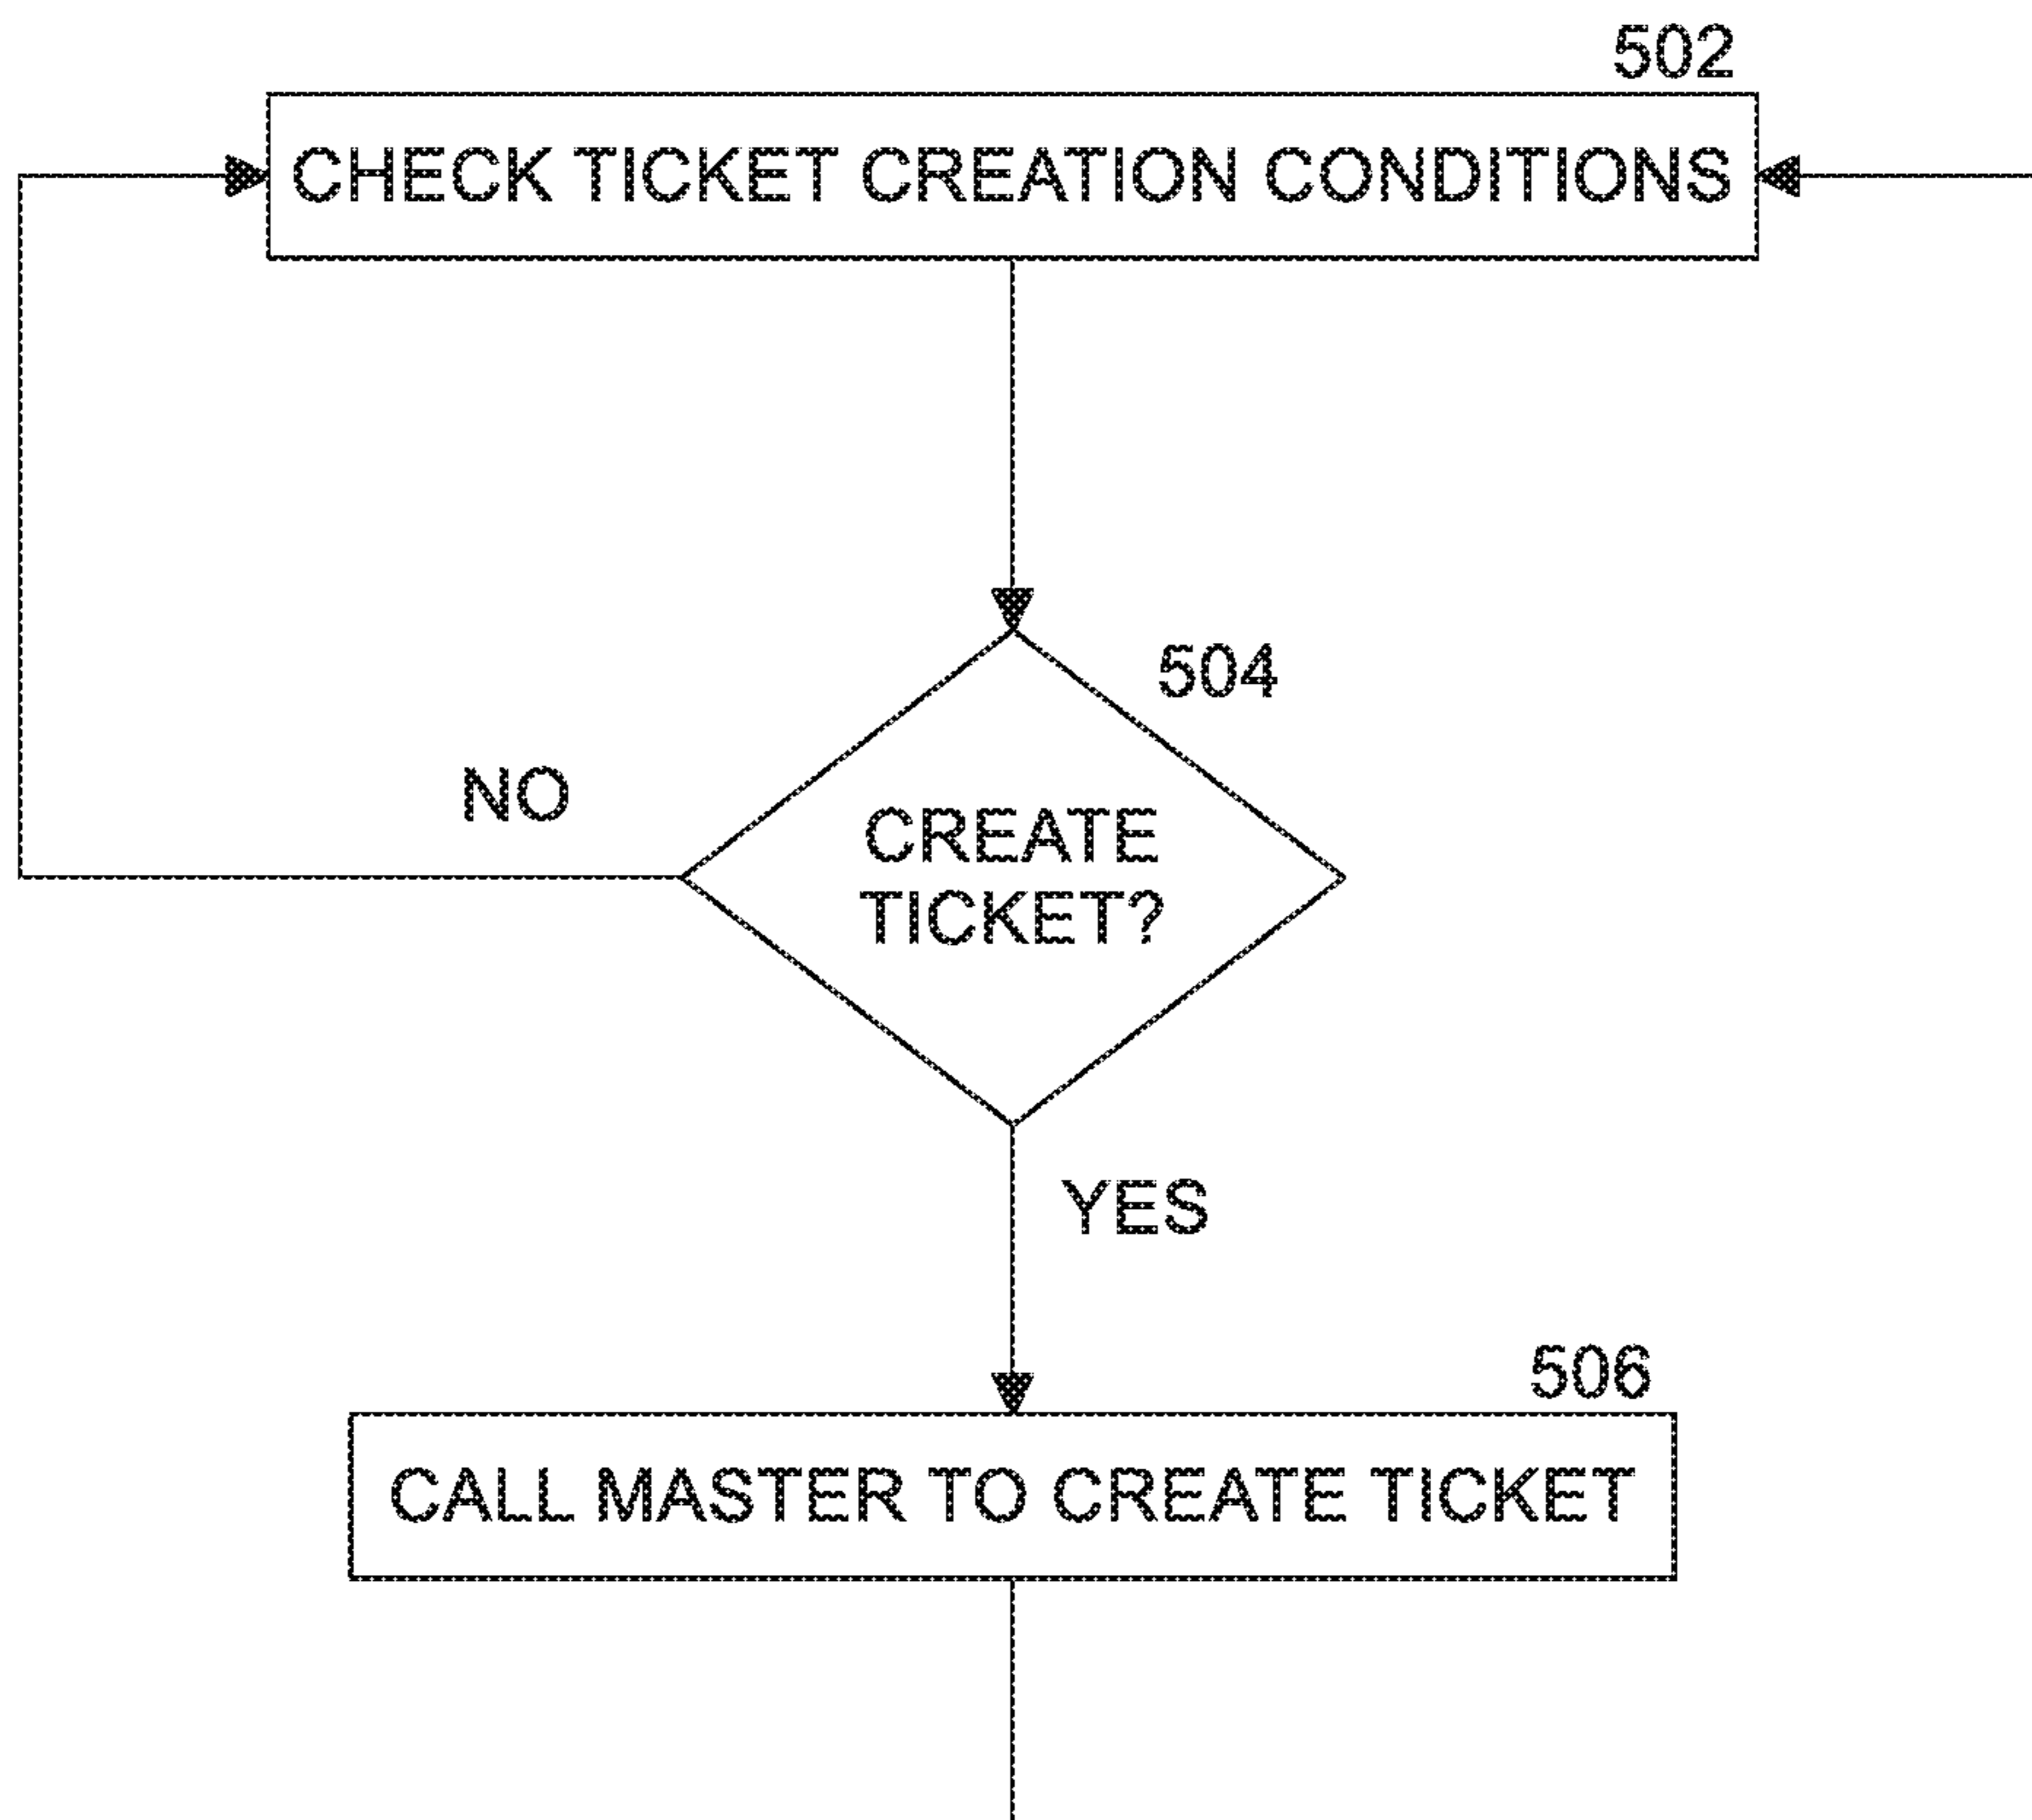 502
CHECK TICKET CREATION CONDITIONS
504
NO
CREATE
TICKET?
YES
506
CALL MASTER TO CREATE TICKET